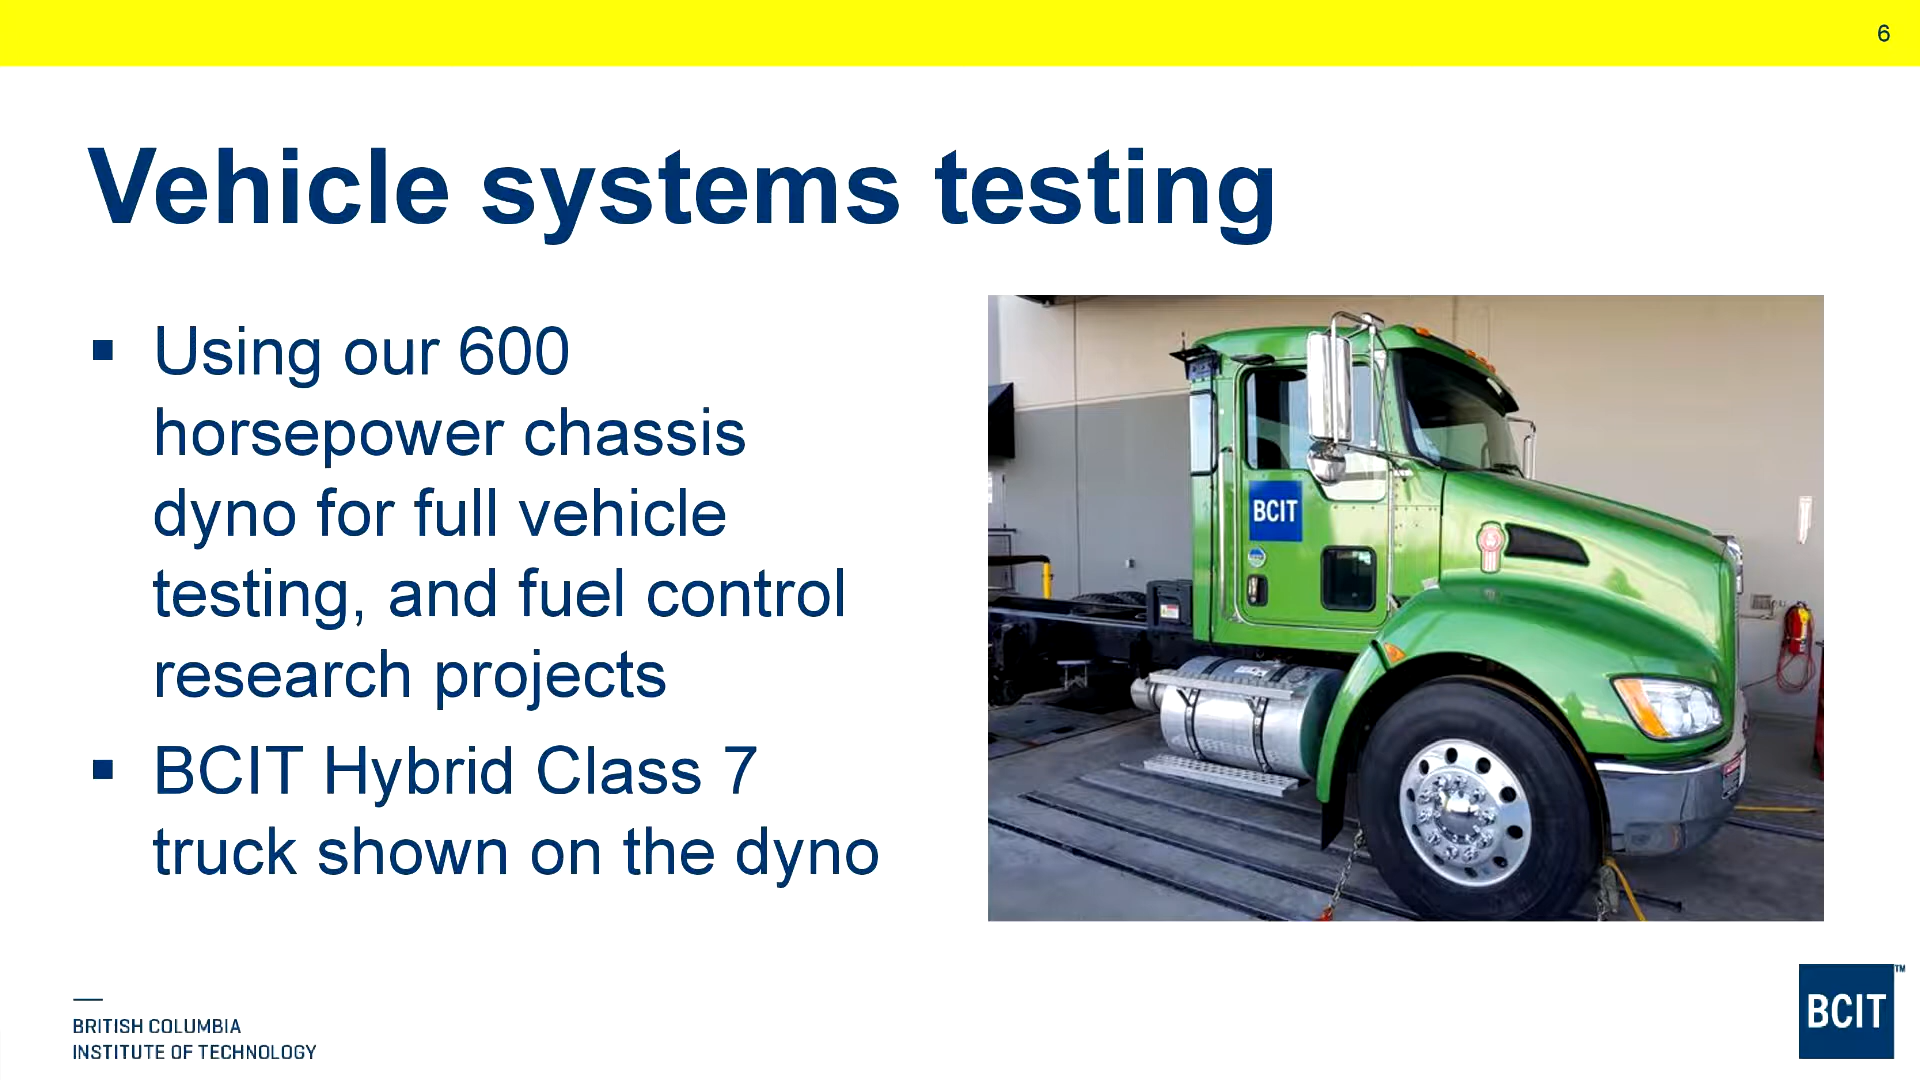 6
Vehicle systems testing
▪ Using our 600
horsepower chassis
dyno for full vehicle
testing, and fuel control
research projects
▪ BCIT Hybrid Class 7
truck shown on the dyno
BCIT
BRITISH COLUMBIA
INSTITUTE OF TECHNOLOGY
BCIT™